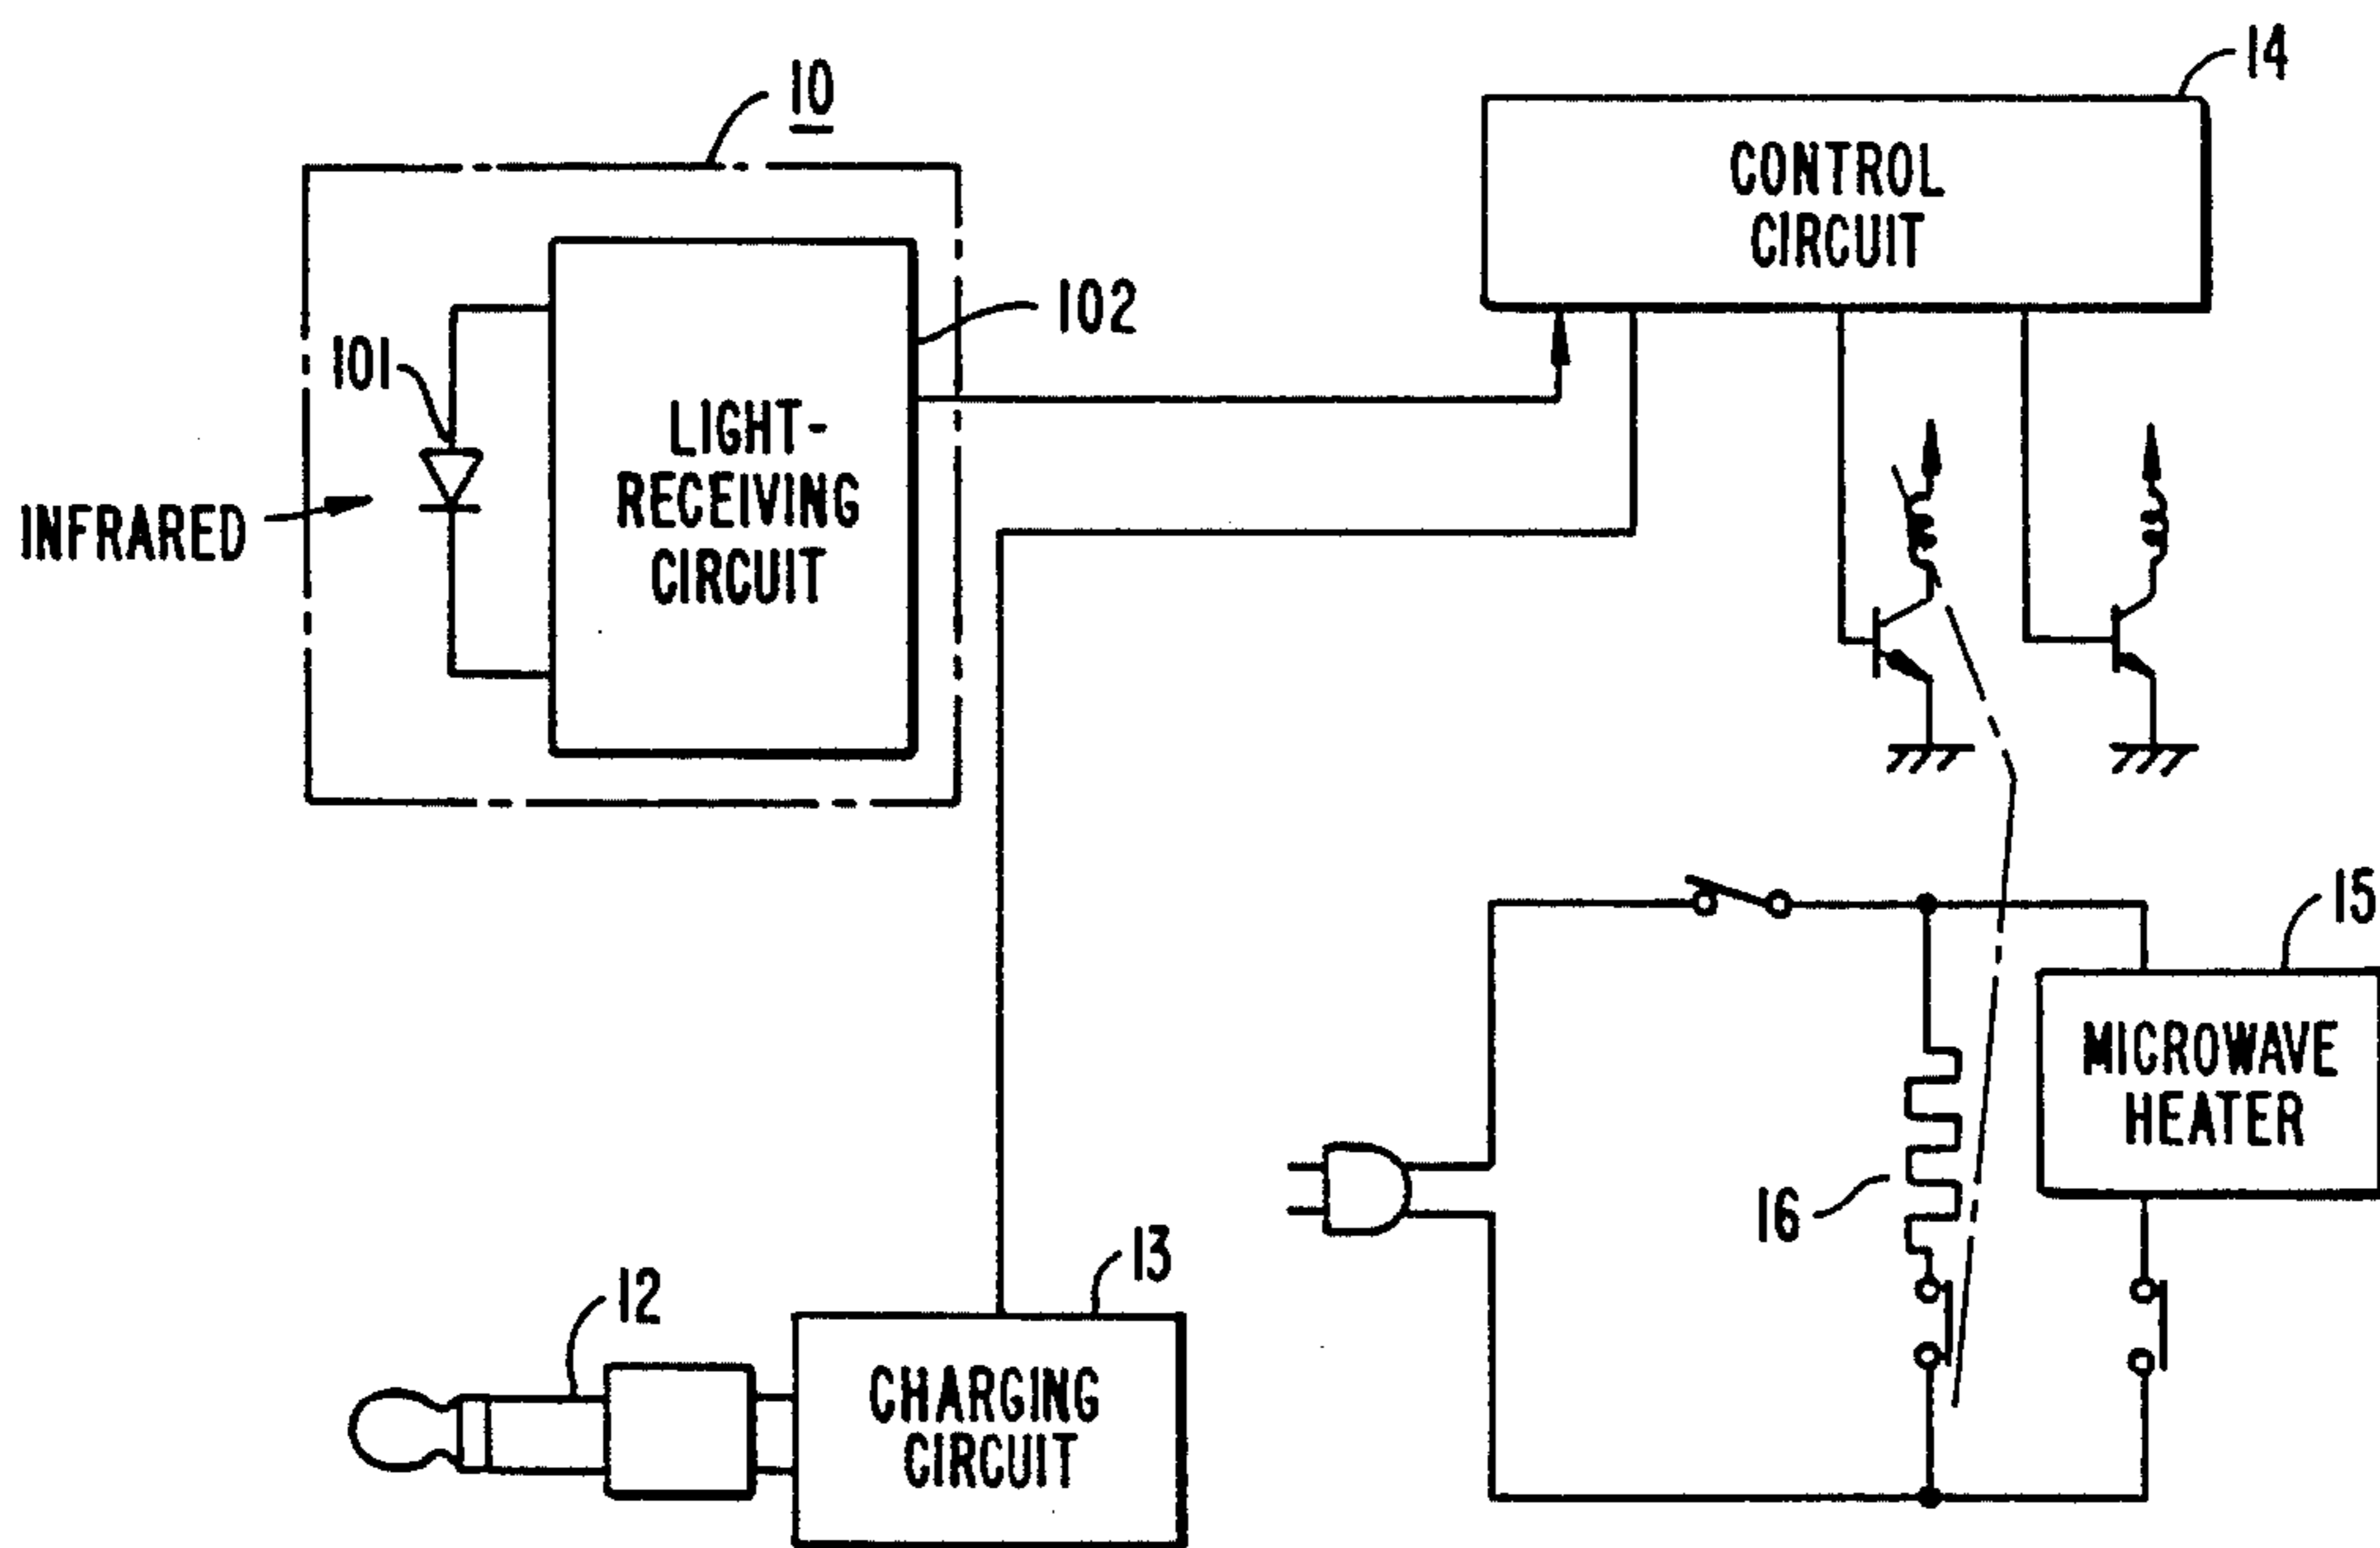 10
14
CONTROL
CIRCUIT
102
101
LIGHT-
RECEIVING
CIRCUIT
INFRARED
15
MICROWAVE
HEATER
16
12
13
CHARGING
CIRCUIT